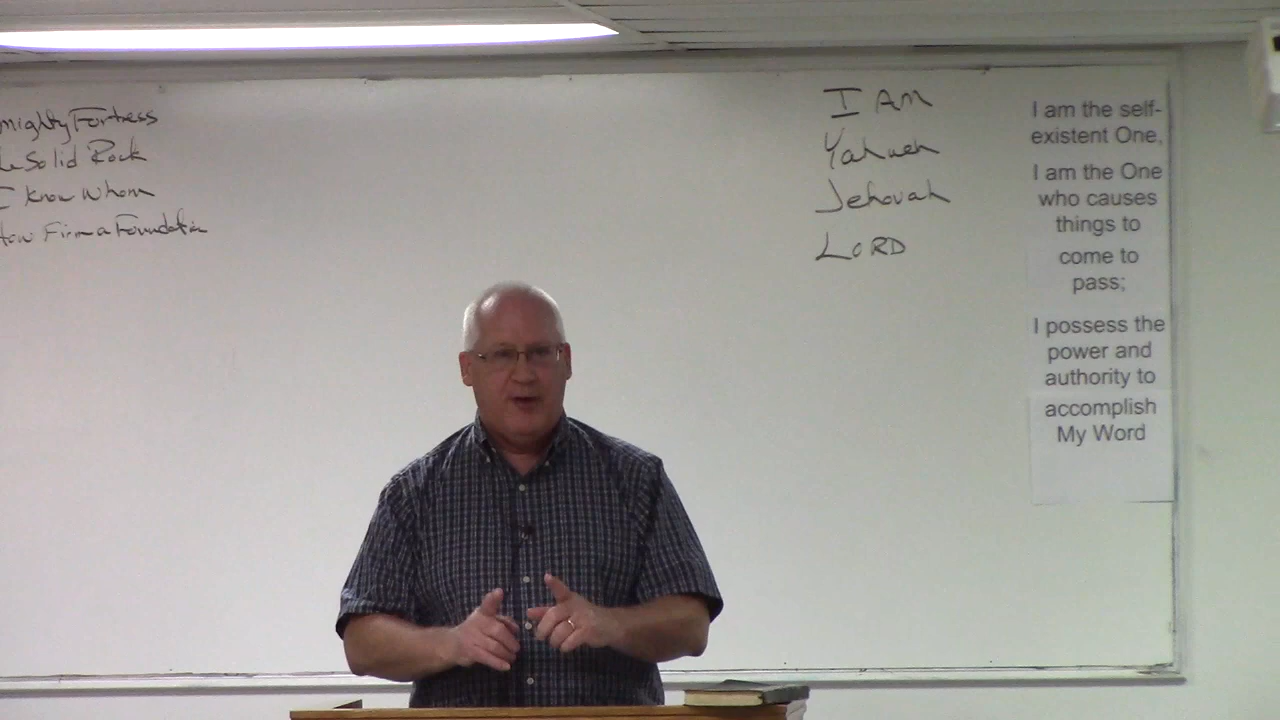 mighty Fortress
Solid Rock
I know whom
How Firm a Foundation
I AM
Yahweh
Jehovah
LORD
I am the self-
existent One,
I am the One
who causes
things to
come to
pass;
I possess the
power and
authority to
accomplish
My Word